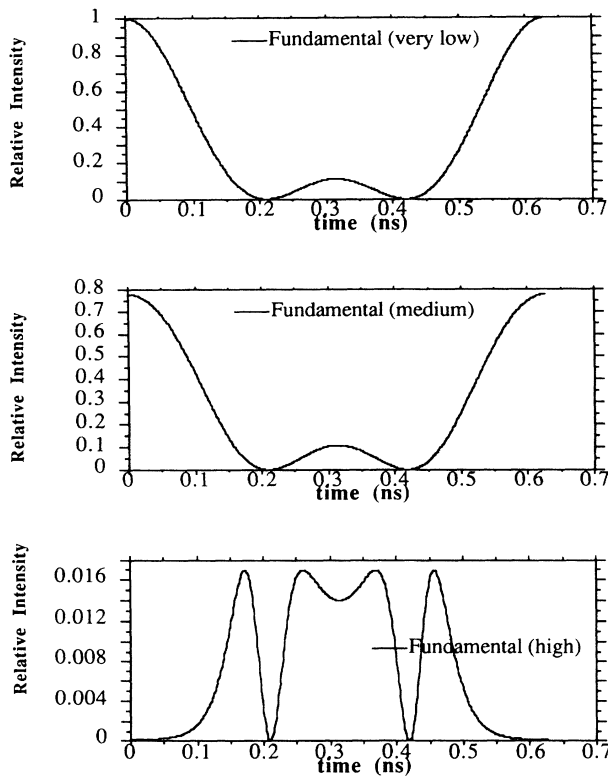 Relative Intensity
1
0.8
0.6
0.4
0.2
0
Fundamental (very low)
0 0.1 0.2 0.3 0.4 0.5 0.6 0.7
time (ns)
Relative Intensity
0.8
0.7
0.6
0.5
0.4
0.3
0.2
0.1
0
Fundamental (medium)
0 0.1 0.2 0.3 0.4 0.5 0.6 0.7
time (ns)
Relative Intensity
0.016
0.012
0.008
0.004
0
Fundamental (high)
0 0.1 0.2 0.3 0.4 0.5 0.6 0.7
time (ns)